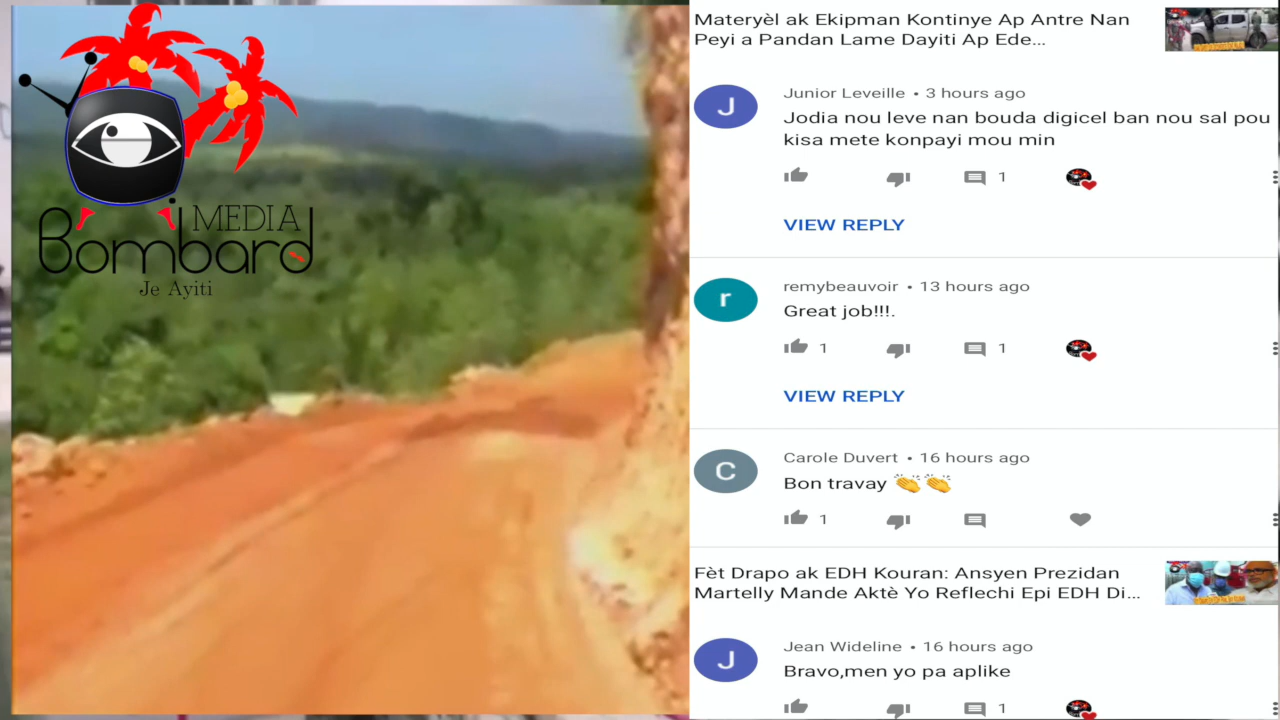 MEDIA
Bombard
Je Ayiti
Materyèl ak Ekipman Kontinye Ap Antre Nan
Peyi a Pandan Lame Dayiti Ap Ede...
J
Junior Leveille • 3 hours ago
Jodia nou leve nan bouda digicel ban nou sal pou
kisa mete konpayi mou min
1
VIEW REPLY
r
remybeauvoir • 13 hours ago
Great job!!!.
1 1
VIEW REPLY
C
Carole Duvert • 16 hours ago
Bon travay 👏 👏
1
Fèt Drapo ak EDH Kouran: Ansyen Prezidan
Martelly Mande Aktè Yo Reflechi Epi EDH Di...
J
Jean Wideline • 16 hours ago
Bravo,men yo pa aplike
1